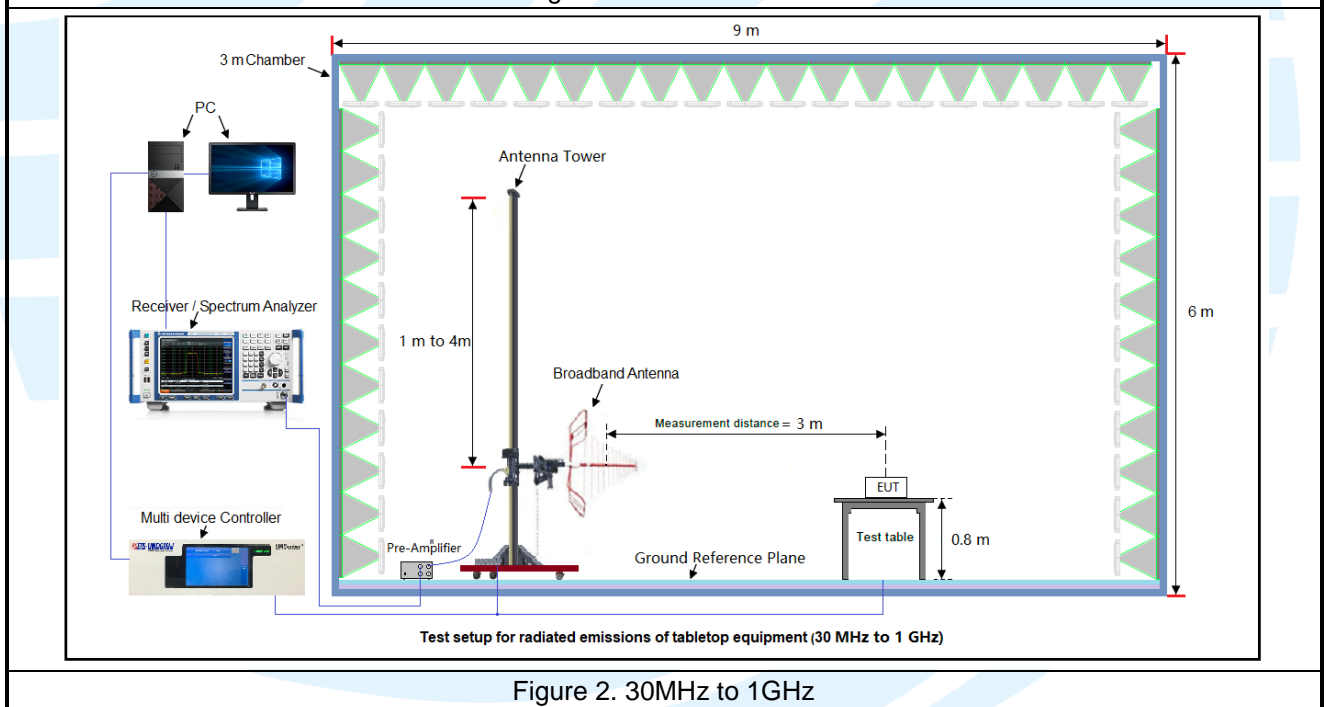 9 m
3 m Chamber
PC
Antenna Tower
Receiver / Spectrum Analyzer
6 m
1 m to 4m
Broadband Antenna
Measurement distance = 3 m
EUT
Multi device Controller
Pre-Amplifier
Test table
0.8 m
Ground Reference Plane
Test setup for radiated emissions of tabletop equipment (30 MHz to 1 GHz)
Figure 2. 30MHz to 1GHz